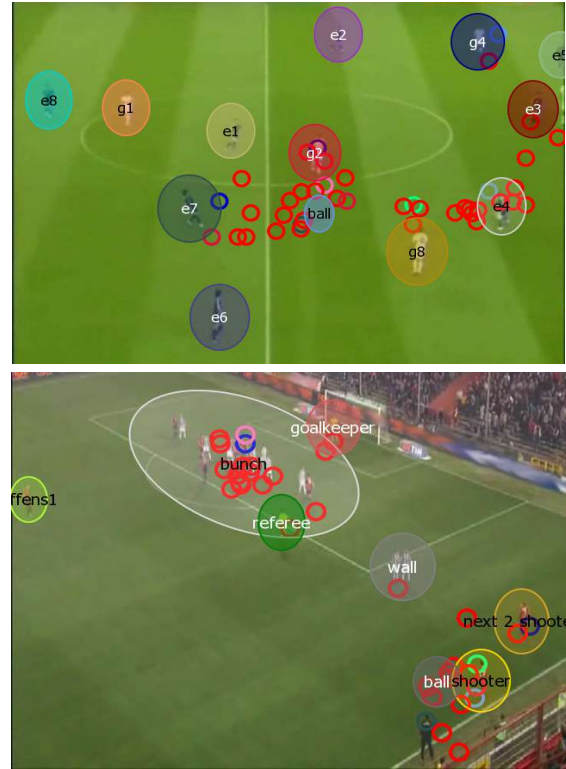 e2
g4
e5
e8
g1
e3
e1
g2
e7
ball
e4
g8
e6
goalkeeper
bunch
ffens1
referee
wall
next 2 shoote
ball
shooter